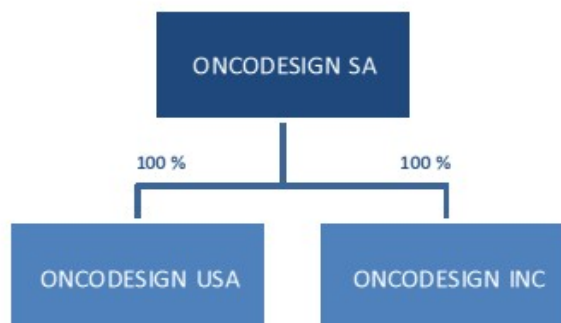 ONCODESIGN SA
100 %
100 %
ONCODESIGN USA
ONCODESIGN INC